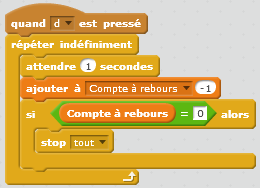 quand d est pressé
répéter indéfiniment
attendre 1 secondes
ajouter à Compte à rebours -1
si Compte à rebours = 0 alors
stop tout